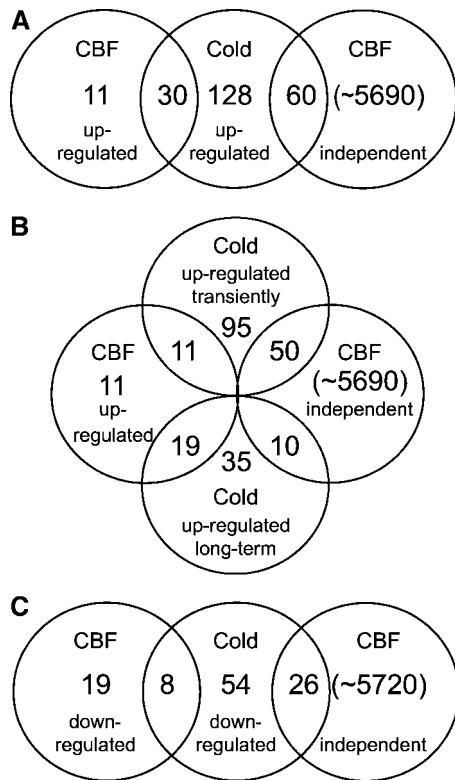 A
CBF Cold CBF
11 30 128 60 (~5690)
up- up- independent
regulated regulated
B
Cold
up-regulated
transiently
95
11 50
CBF CBF
11 (~5690)
up- independent
regulated
19 35 10
Cold
up-regulated
long-term
C
CBF Cold CBF
19 8 54 26 (~5720)
down- down- independent
regulated regulated